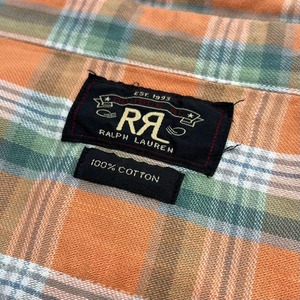 EST. 1993
RRL
RALPH LAUREN
100% COTTON